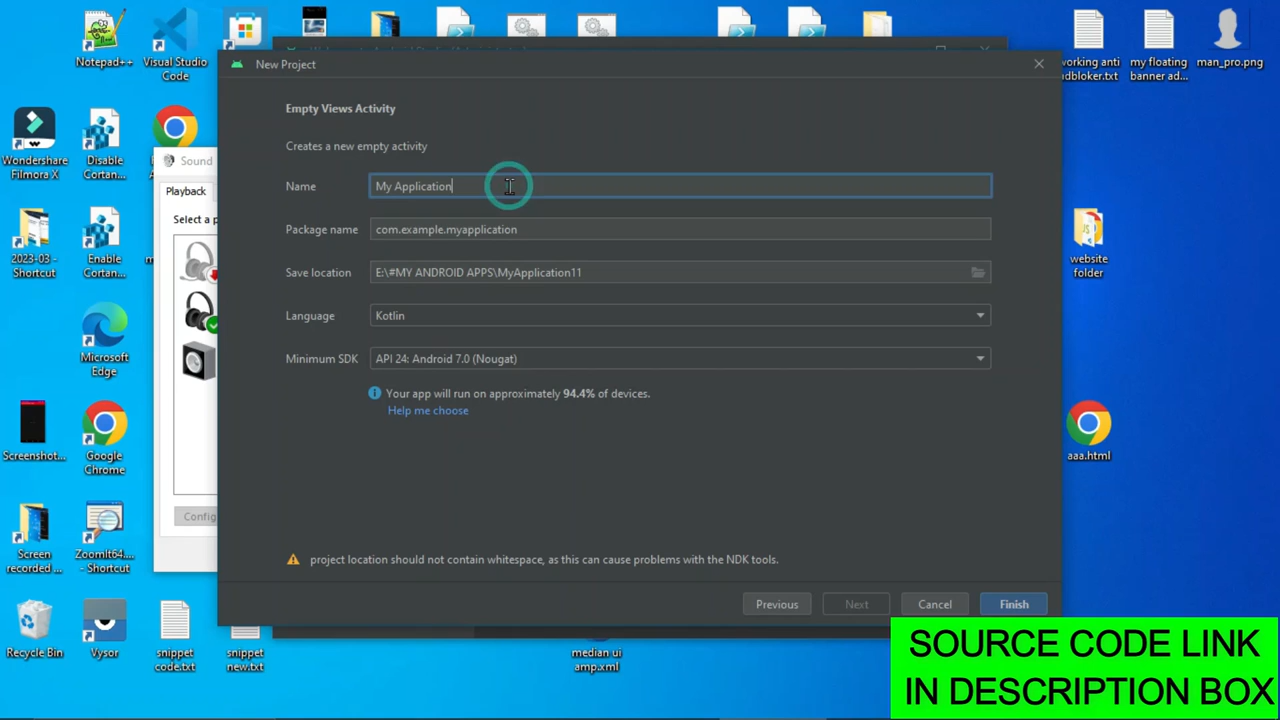 Notepad++
Visual Studio
Code
New Project
Empty Views Activity
Creates a new empty activity
Name
My Application
Package name
com.example.myapplication
Save location
E:\#MY ANDROID APPS\MyApplication11
Language
Kotlin
Minimum SDK
API 24: Android 7.0 (Nougat)
Your app will run on approximately 94.4% of devices.
Help me choose
project location should not contain whitespace, as this can cause problems with the NDK tools.
Previous
Next
Cancel
Finish
Wondershare
Filmora X
Disable
Cortan...
Sound
Playback
Select a p
2023-03 -
Shortcut
Enable
Cortan...
Microsoft
Edge
Screenshot...
Google
Chrome
Config
Screen
recorded ...
ZoomIt64....
- Shortcut
Recycle Bin
Vysor
snippet
code.txt
snippet
new.txt
median ui
amp.xml
working anti
dbloker.txt
my floating
banner ad...
man_pro.png
website
folder
aaa.html
SOURCE CODE LINK
IN DESCRIPTION BOX